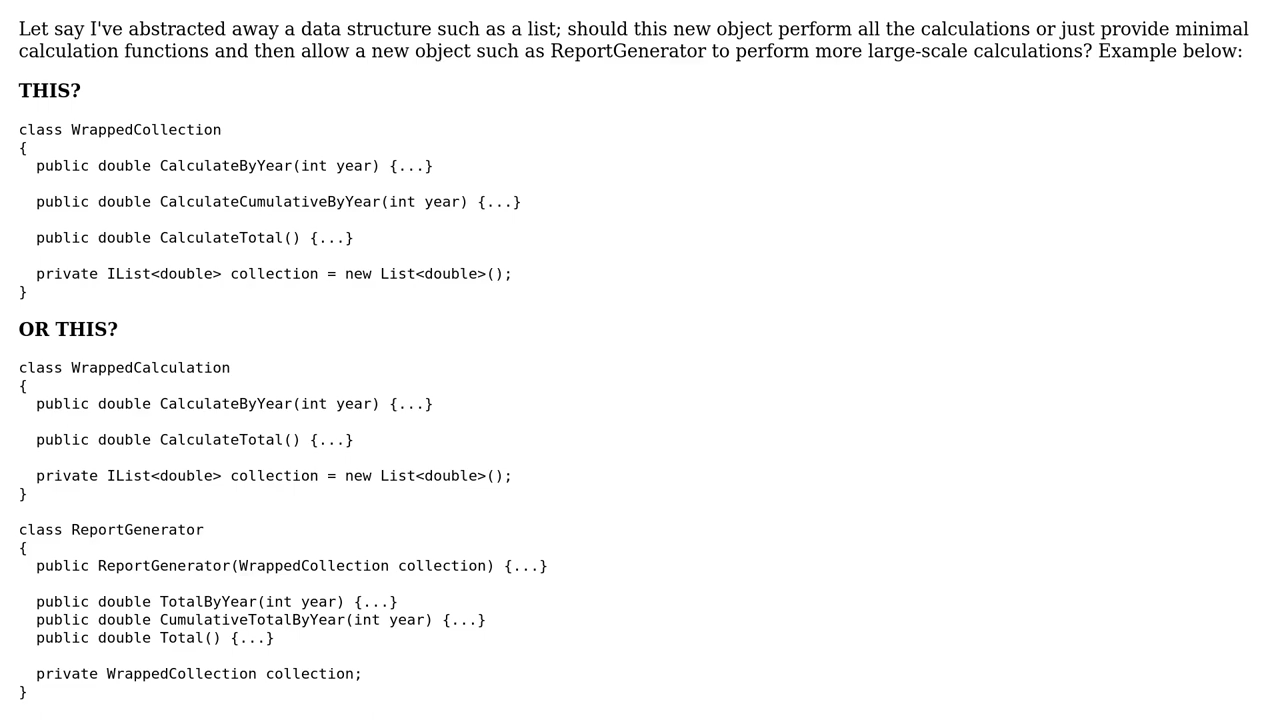 Let say I've abstracted away a data structure such as a list; should this new object perform all the calculations or just provide minimal
calculation functions and then allow a new object such as ReportGenerator to perform more large-scale calculations? Example below:
THIS?
class WrappedCollection
{
  public double CalculateByYear(int year) {...}
  public double CalculateCumulativeByYear(int year) {...}
  public double CalculateTotal() {...}
  private IList<double> collection = new List<double>();
}
OR THIS?
class WrappedCalculation
{
  public double CalculateByYear(int year) {...}
  public double CalculateTotal() {...}
  private IList<double> collection = new List<double>();
}
class ReportGenerator
{
  public ReportGenerator(WrappedCollection collection) {...}
  public double TotalByYear(int year) {...}
  public double CumulativeTotalByYear(int year) {...}
  public double Total() {...}
  private WrappedCollection collection;
}